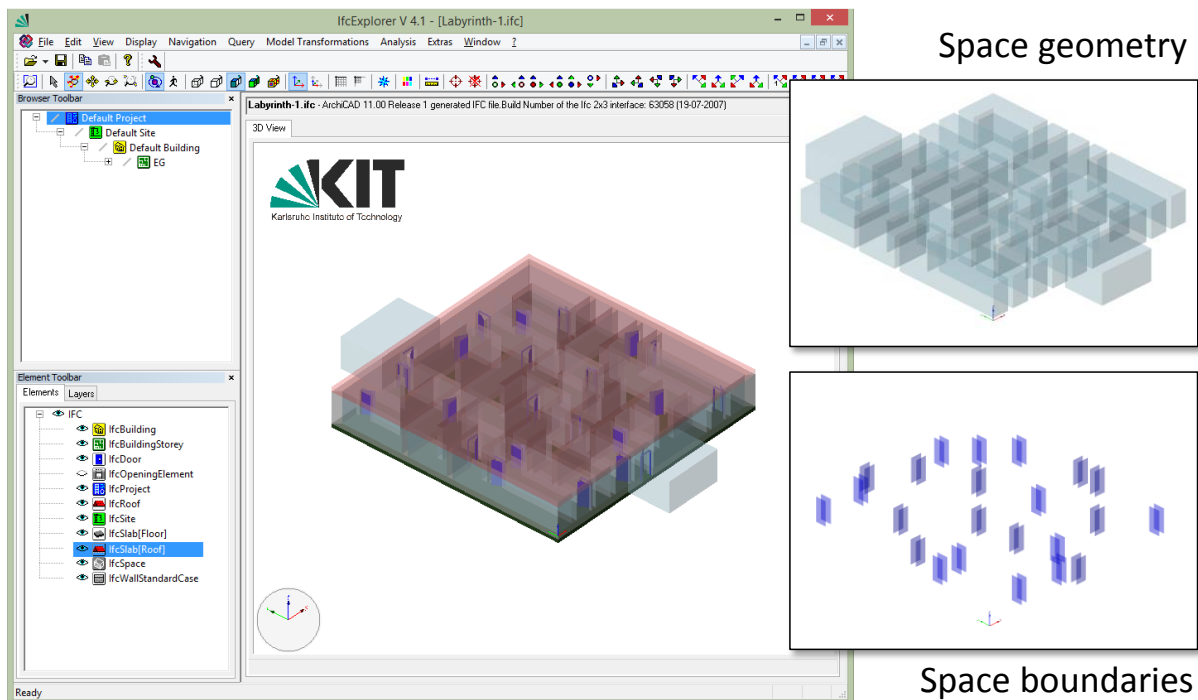 IfcExplorer V 4.1 - [Labyrinth-1.ifc]
File Edit View Display Navigation Query Model Transformations Analysis Extras Window ?
Browser Toolbar
Default Project
Default Site
Default Building
EG
Labyrinth-1.ifc - ArchiCAD 11.00 Release 1 generated IFC file.Build Number of the Ifc 2x3 interface: 63058 (19-07-2007)
3D View
KIT
Karlsruhe Institute of Technology
Element Toolbar
Elements Layers
IFC
IfcBuilding
IfcBuildingStorey
IfcDoor
IfcOpeningElement
IfcProject
IfcRoof
IfcSite
IfcSlab[Floor]
IfcSlab[Roof]
IfcSpace
IfcWallStandardCase
Ready
Space geometry
Space boundaries